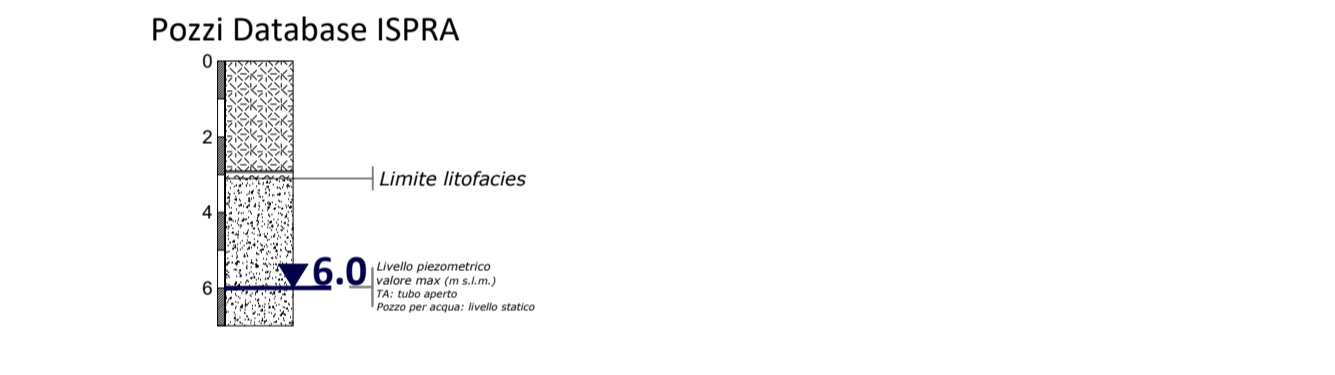 Pozzi Database ISPRA
0
2
Limite litofacies
4
6.0
Livello piezometrico
valore max (m s.l.m.)
TA: tubo aperto
Pozzo per acqua: livello statico
6